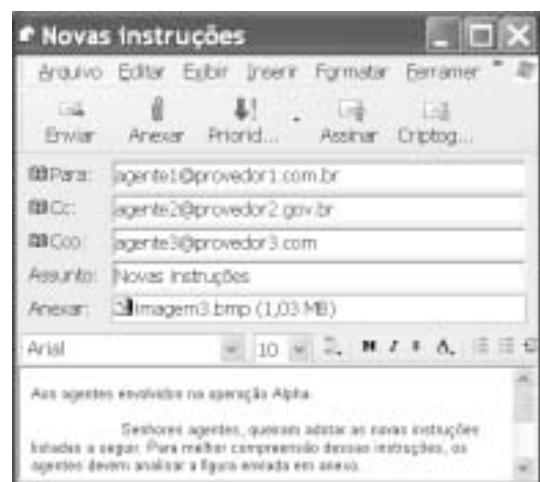 Novas instruções
Arquivo Editar Exibir Inserir Formatar Ferramer
Enviar Anexar Priorid... Assinar Criptog...
Para: agente1@provedor1.com.br
Cc: agente2@provedor2.gov.br
Cco: agente3@provedor3.com
Assunto: Novas instruções
Anexar: imagem3.bmp (1,03 MB)
Arial 10 N I S A
Aos agentes envolvidos na operação Alpha.
Senhores agentes, queiram adotar as novas instruções
listadas a seguir. Para melhor compreensão dessas instruções, os
agentes devem analisar a figura enviada em anexo.